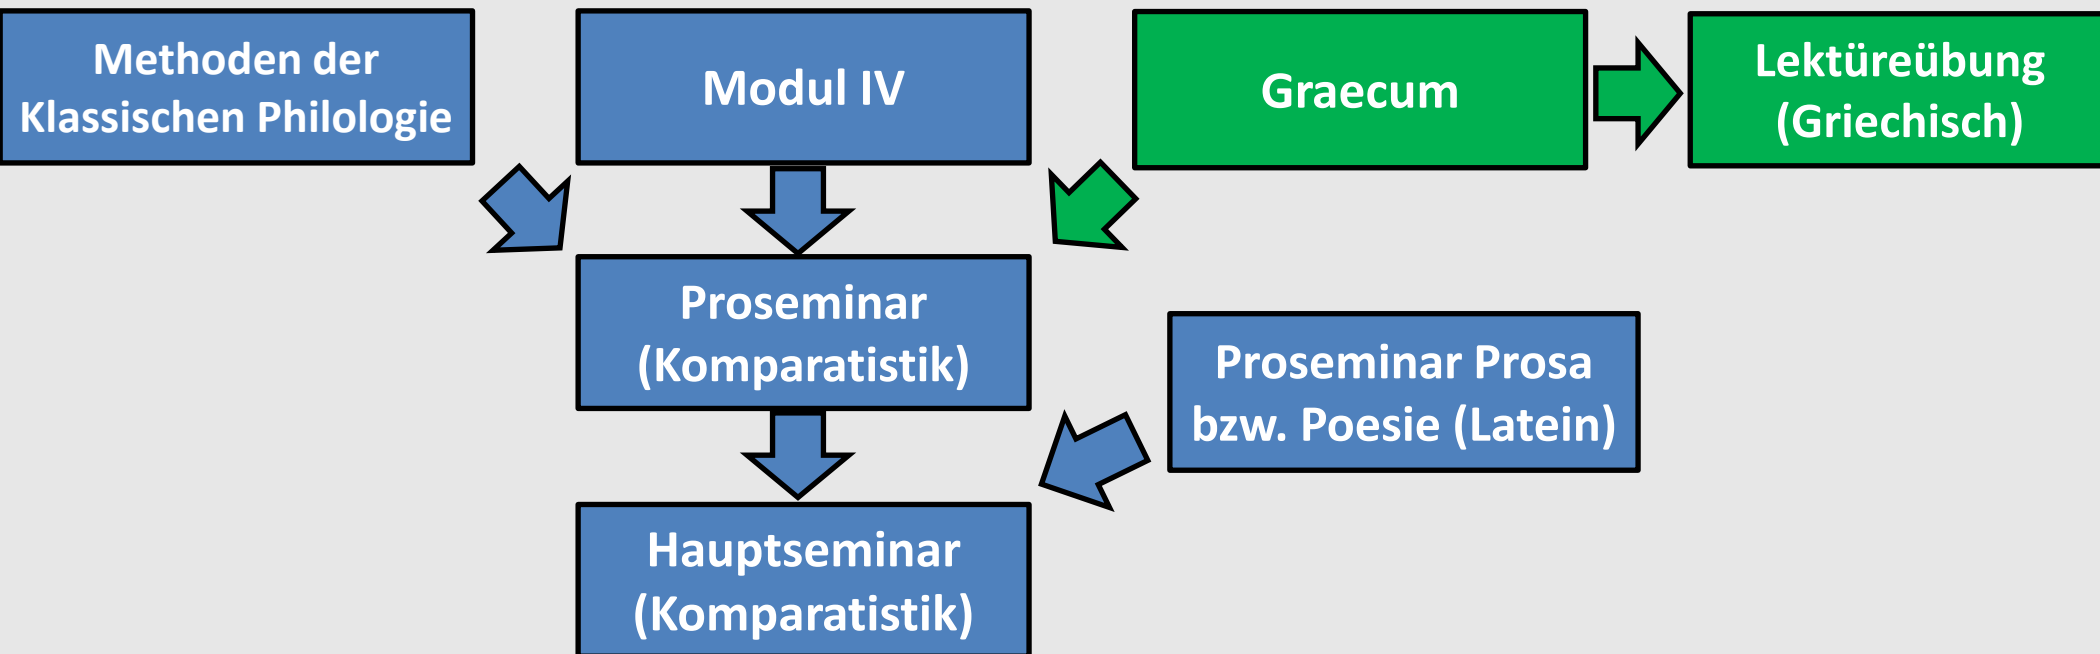 Methoden der
Klassischen Philologie
Modul IV
Graecum
Lektüreübung
(Griechisch)
Proseminar
(Komparatistik)
Proseminar Prosa
bzw. Poesie (Latein)
Hauptseminar
(Komparatistik)